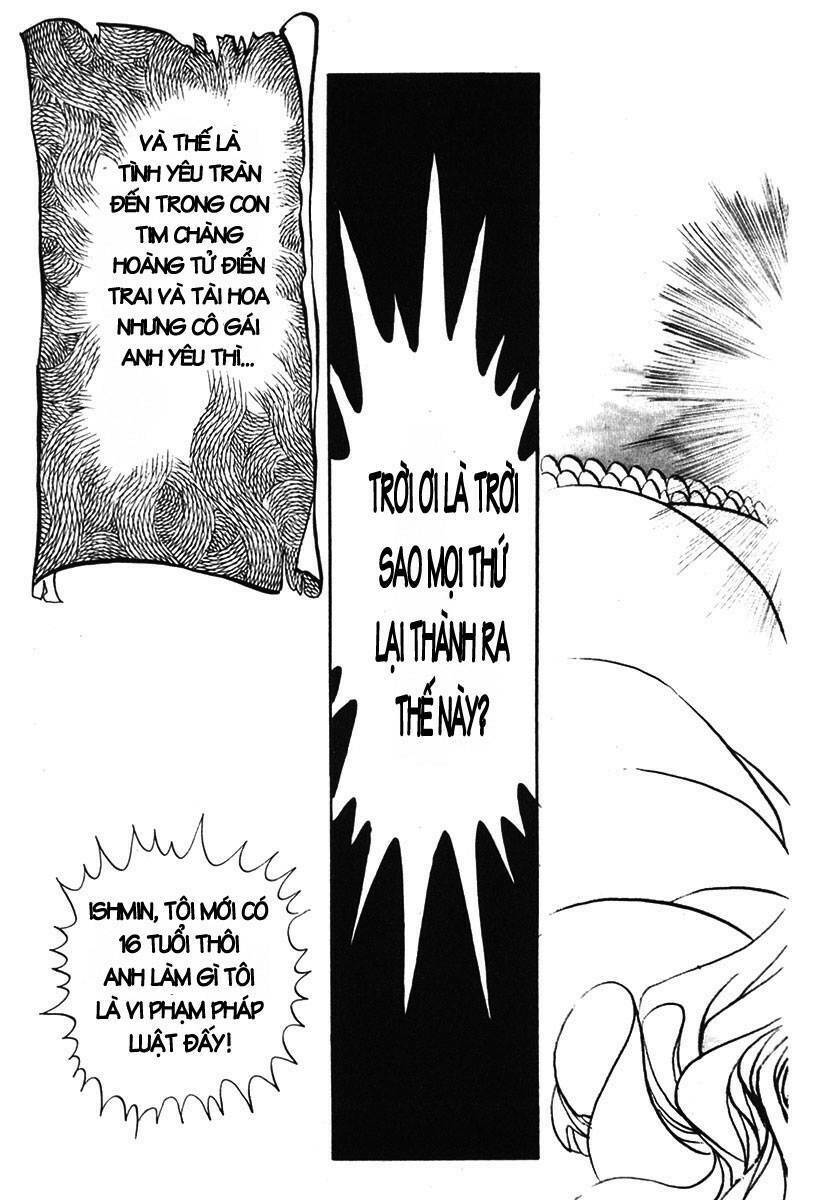 VÀ THẾ LÀ
TÌNH YÊU TRÀN
ĐẾN TRONG CON
TIM CHÀNG
HOÀNG TỬ ĐIỂN
TRAI VÀ TÀI HOA
NHƯNG CÔ GÁI
ANH YÊU THÌ...
TRỜI ƠI LÀ TRỜI
SAO MỌI THỨ
LẠI THÀNH RA
THẾ NÀY?
ISHMIN, TÔI MỚI CÓ
16 TUỔI THÔI
ANH LÀM GÌ TÔI
LÀ VI PHẠM PHÁP
LUẬT ĐẤY!